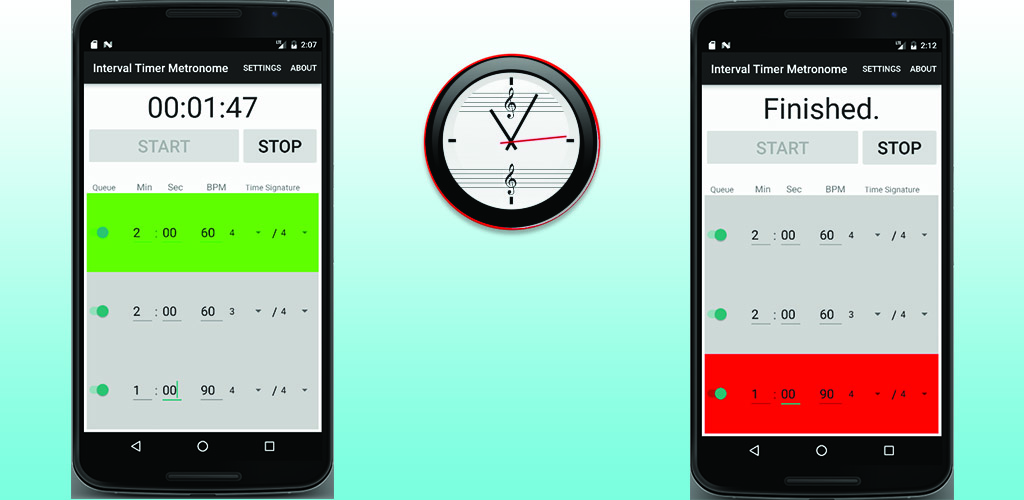 2:07
Interval Timer Metronome SETTINGS ABOUT
00:01:47
START STOP
Queue Min Sec BPM Time Signature
2 : 00 60 4 / 4
2 : 00 60 3 / 4
1 : 00 90 4 / 4
LTE 2:12
Interval Timer Metronome SETTINGS ABOUT
Finished.
START STOP
Queue Min Sec BPM Time Signature
2 : 00 60 4 / 4
2 : 00 60 3 / 4
1 : 00 90 4 / 4